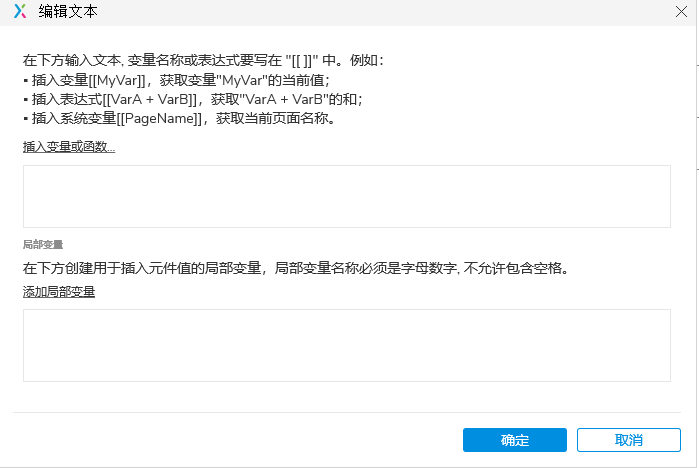 编辑文本
在下方输入文本, 变量名称或表达式要写在 "[[ ]]" 中。例如：
▪ 插入变量[[MyVar]]，获取变量"MyVar"的当前值；
▪ 插入表达式[[VarA + VarB]]，获取"VarA + VarB"的和；
▪ 插入系统变量[[PageName]]，获取当前页面名称。
插入变量或函数...
局部变量
在下方创建用于插入元件值的局部变量，局部变量名称必须是字母数字, 不允许包含空格。
添加局部变量
确定 取消